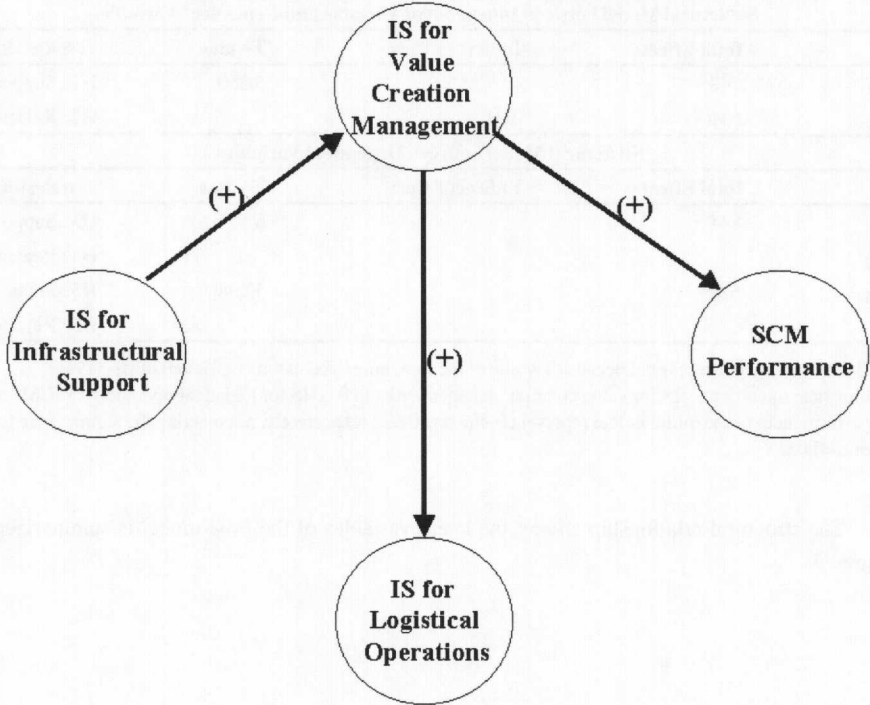 IS for
Value
Creation
Management
(+)
(+)
IS for
Infrastructural
Support
(+)
SCM
Performance
IS for
Logistical
Operations